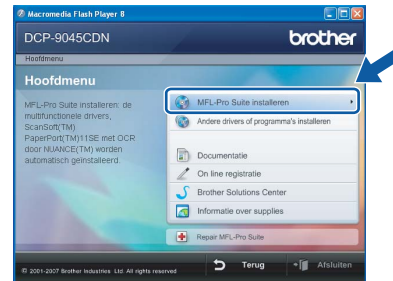 Macromedia Flash Player 8
DCP-9045CDN
brother
Hoofdmenu
Hoofdmenu
MFL-Pro Suite installeren: de
multifunctionele drivers,
ScanSoft(TM)
PaperPort(TM)11SE met OCR
door NUANCE(TM) worden
automatisch geïnstalleerd.
MFL-Pro Suite installeren
Andere drivers of programma's installeren
Documentatie
On line registratie
Brother Solutions Center
Informatie over supplies
Repair MFL-Pro Suite
© 2001-2007 Brother Industries Ltd. All rights reserved
Terug
Afsluiten